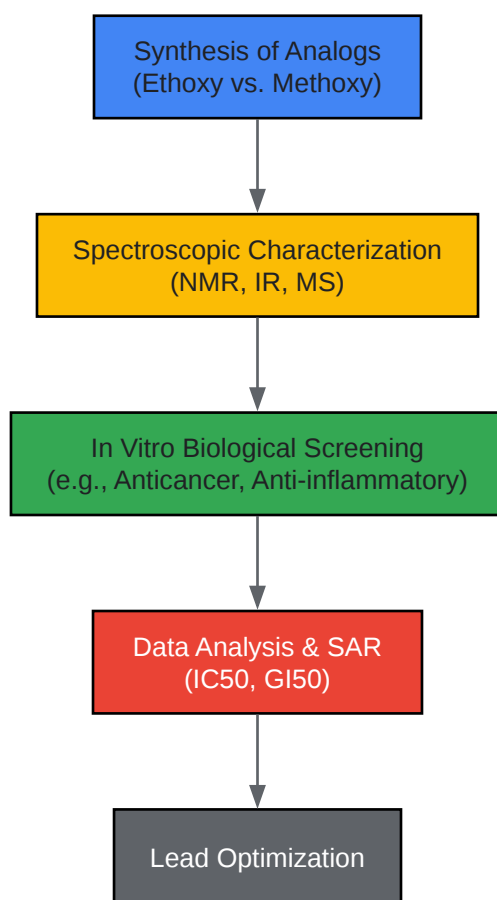 Synthesis of Analogs
(Ethoxy vs. Methoxy)
Spectroscopic Characterization
(NMR, IR, MS)
In Vitro Biological Screening
(e.g., Anticancer, Anti-inflammatory)
Data Analysis & SAR
(IC50, GI50)
Lead Optimization